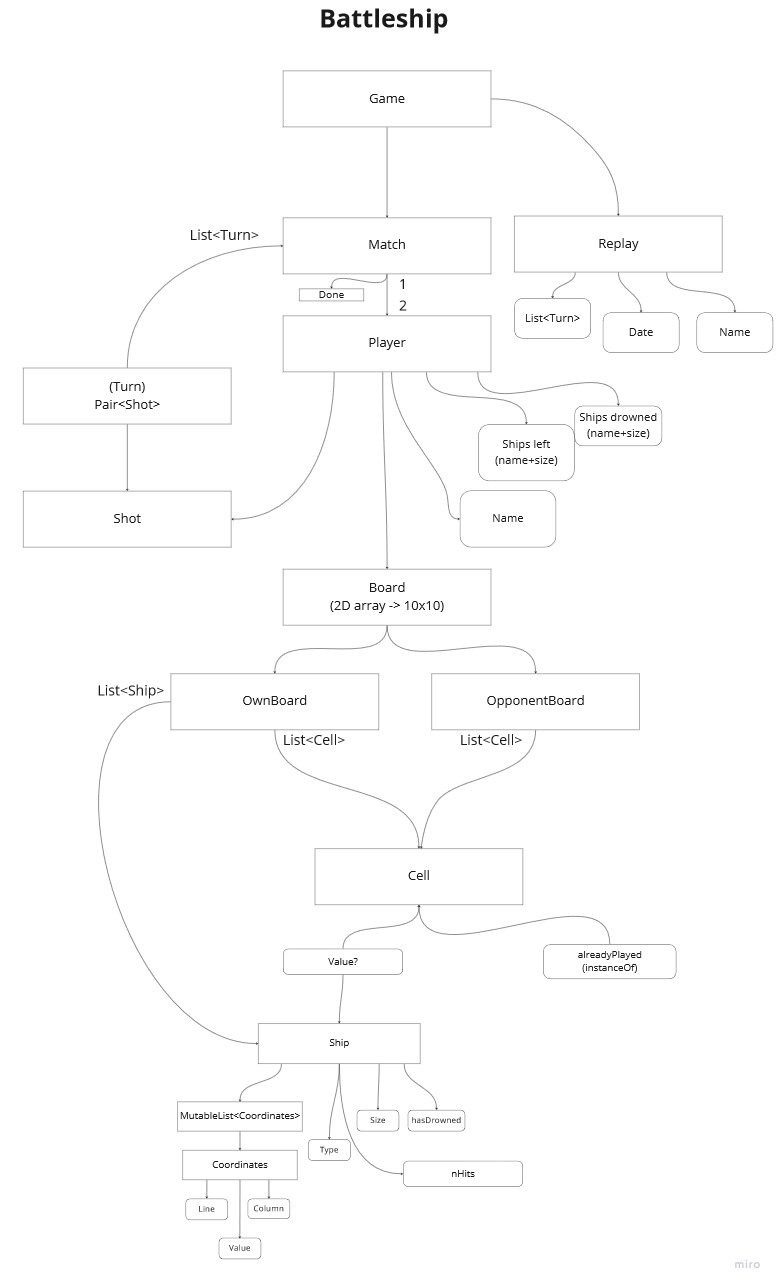 Battleship
Game
List<Turn>
Match
Replay
1
Done
2
List<Turn>
Date
Name
Player
(Turn)
Pair<Shot>
Ships drowned
(name+size)
Ships left
(name+size)
Shot
Name
Board
(2D array -> 10x10)
List<Ship>
OwnBoard
OpponentBoard
List<Cell>
List<Cell>
Cell
Value?
alreadyPlayed
(instanceOf)
Ship
MutableList<Coordinates>
Size
hasDrowned
Type
Coordinates
nHits
Line
Column
Value
miro